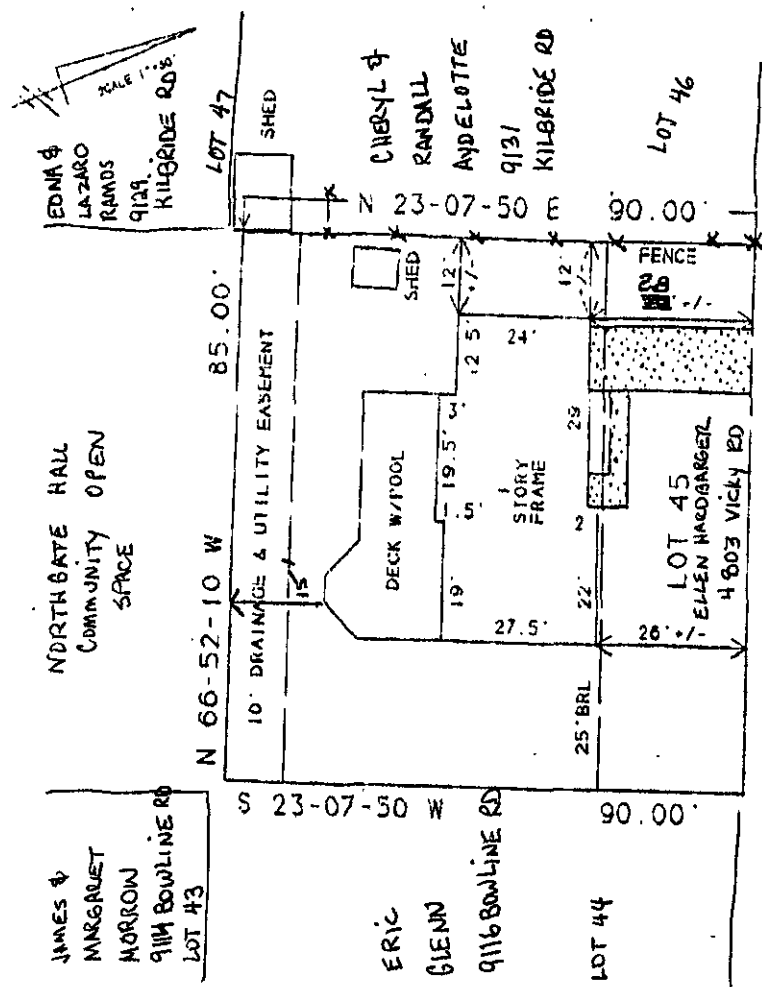 SCALE 1"=30'
EDNA &
LAZARO
RAMOS
9129
KILBRIDE RD
LOT 47
SHED
CHERYL &
RANDALL
AYDELOTTE
9131
KILBRIDE RD
LOT 46
N 23-07-50 E 90.00'
FENCE
SHED
12' +/-
12' +/-
85.00'
10' DRAINAGE & UTILITY EASEMENT
NORTHGATE HALL
COMMUNITY OPEN
SPACE
N 66-52-10 W
15'
DECK W/POOL
12.5'
24'
3'
19.5'
1.5'
19'
1
STORY
FRAME
29
2
22'
27.5'
26' +/-
25' BRL
LOT 45
ELLEN HARDBARGER
4803 VICKY RD
S 23-07-50 W 90.00'
JAMES &
MARGARET
MORROW
9114 BOWLINE RD
LOT 43
ERIC
GLENN
9116 BOWLINE RD
LOT 44